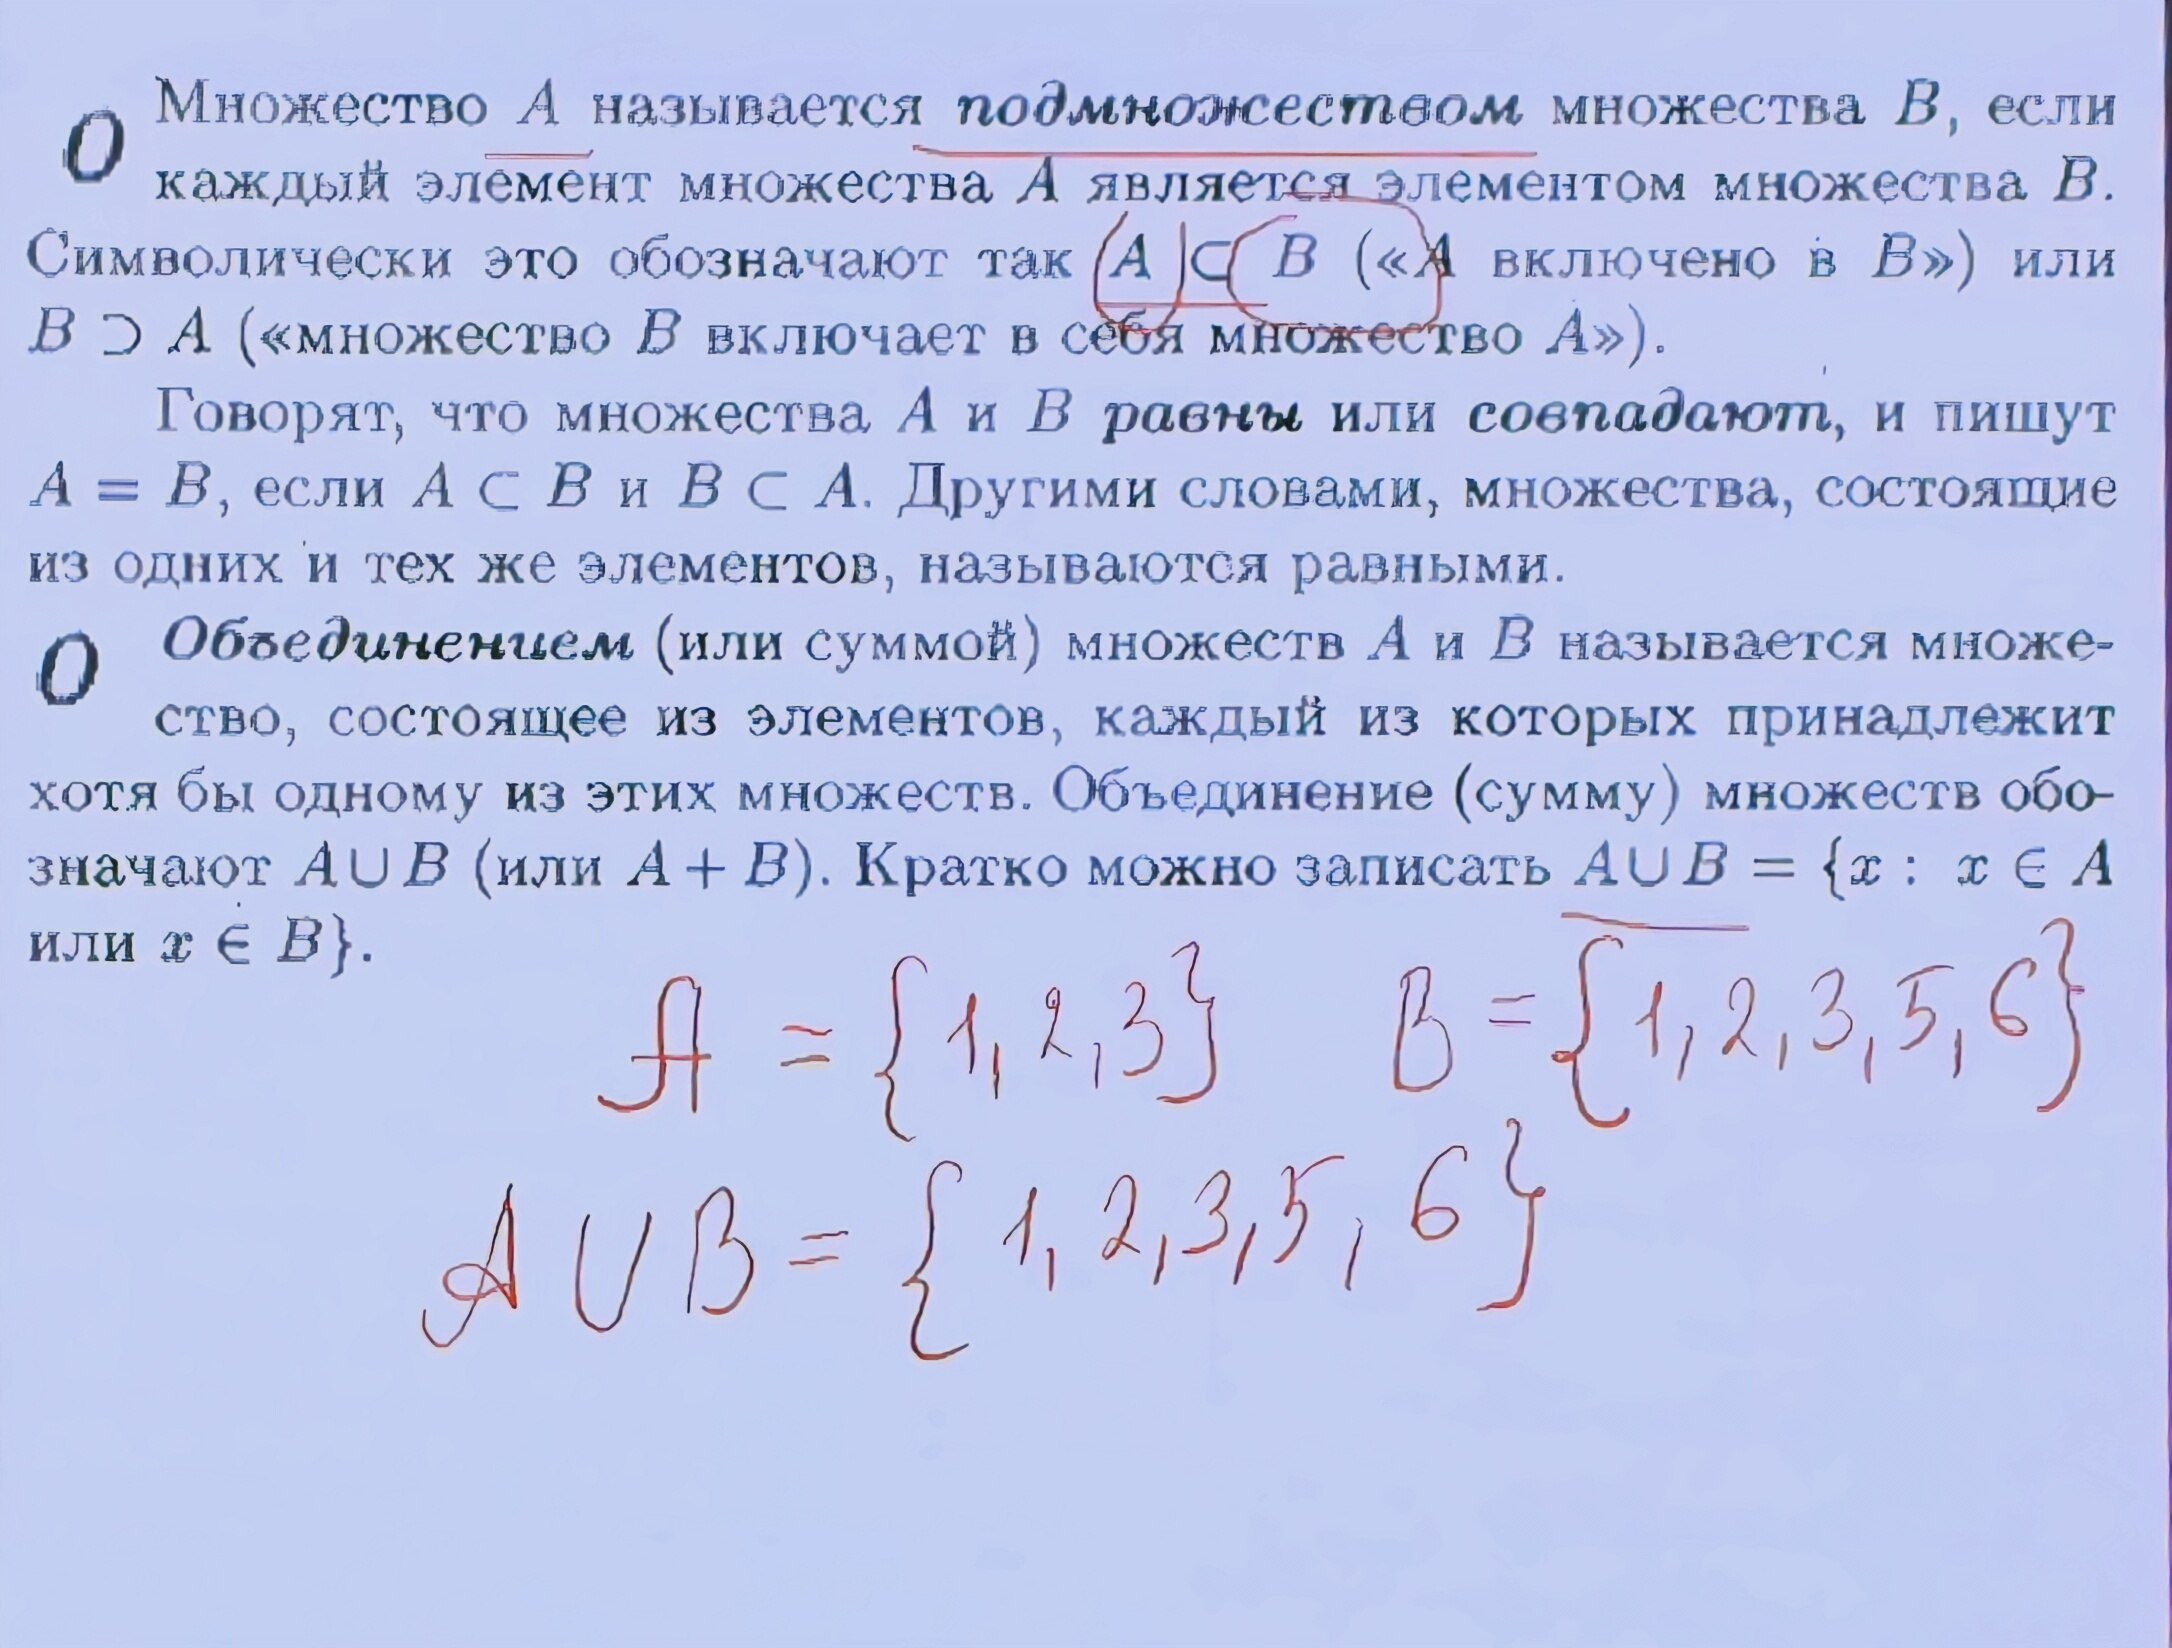 О Множество A называется подмножеством множества B, если
каждый элемент множества A является элементом множества B.
Символически это обозначают так A ⊂ B («A включено в B») или
B ⊃ A («множество B включает в себя множество A»).
Говорят, что множества A и B равны или совпадают, и пишут
A = B, если A ⊂ B и B ⊂ A. Другими словами, множества, состоящие
из одних и тех же элементов, называются равными.
О Объединением (или суммой) множеств A и B называется множе-
ство, состоящее из элементов, каждый из которых принадлежит
хотя бы одному из этих множеств. Объединение (сумму) множеств обо-
значают A∪B (или A + B). Кратко можно записать A∪B = {x : x ∈ A
или x ∈ B}.
A = {1, 2, 3} B = {1, 2, 3, 5, 6}
A ∪ B = {1, 2, 3, 5, 6}